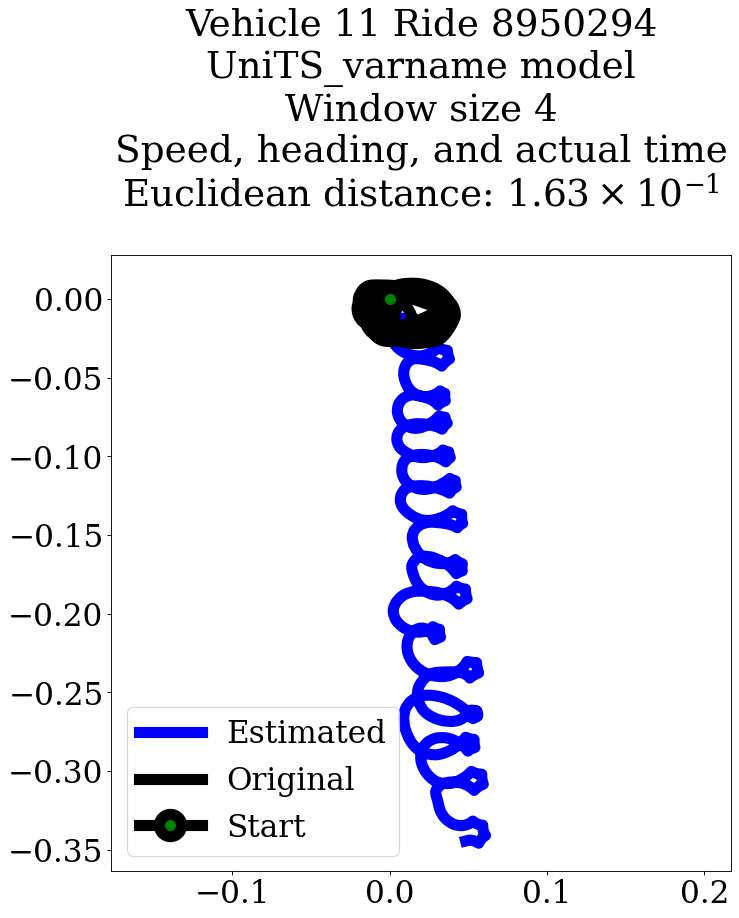 Vehicle 11 Ride 8950294
UniTS_varname model
Window size 4
Speed, heading, and actual time
Euclidean distance: 1.63 × 10⁻¹
0.00
−0.05
−0.10
−0.15
−0.20
−0.25
−0.30
−0.35
Estimated
Original
Start
−0.1 0.0 0.1 0.2